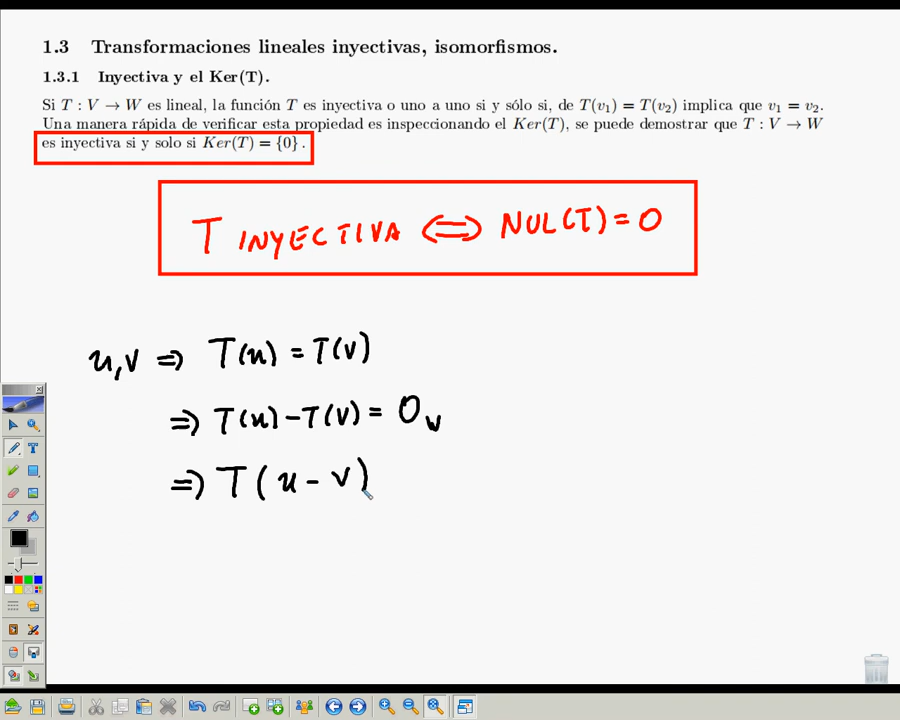 1.3 Transformaciones lineales inyectivas, isomorfismos.
1.3.1 Inyectiva y el Ker(T).
Si T : V → W es lineal, la función T es inyectiva o uno a uno si y sólo si, de T(v₁) = T(v₂) implica que v₁ = v₂.
Una manera rápida de verificar esta propiedad es inspeccionando el Ker(T), se puede demostrar que T : V → W
es inyectiva si y solo si Ker(T) = {0} .
T INYECTIVA ⟺ NUL(T) = 0
u,v ⇒ T(u) = T(v)
⇒ T(u) − T(v) = 0_w
⇒ T(u − v)